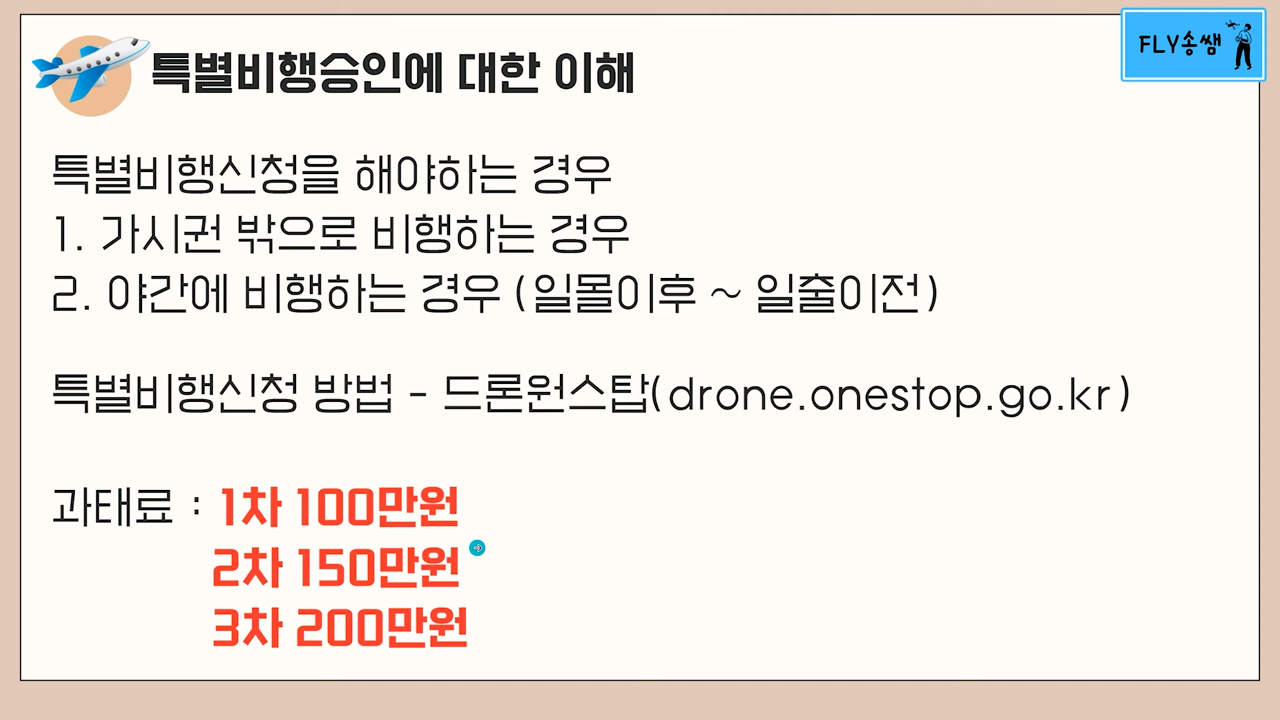 특별비행승인에 대한 이해
FLY송쌤
특별비행신청을 해야하는 경우
1. 가시권 밖으로 비행하는 경우
2. 야간에 비행하는 경우 (일몰이후 ~ 일출이전)
특별비행신청 방법 - 드론원스탑(drone.onestop.go.kr)
과태료 : 1차 100만원
2차 150만원
3차 200만원